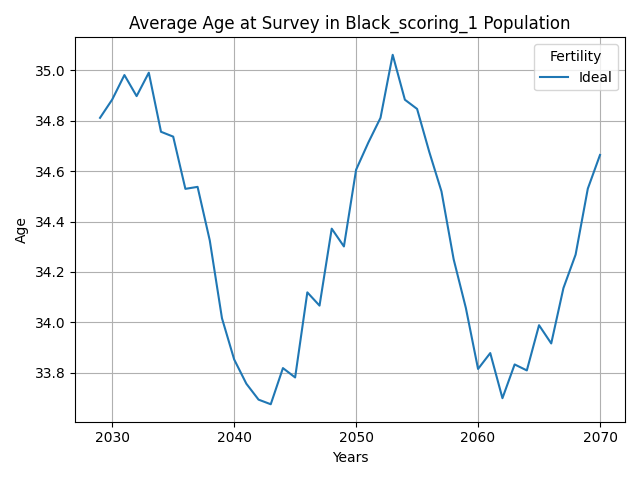 Average Age at Survey in Black_scoring_1 Population
Fertility
Ideal
35.0
34.8
34.6
34.4
34.2
34.0
33.8
Age
2030 2040 2050 2060 2070
Years